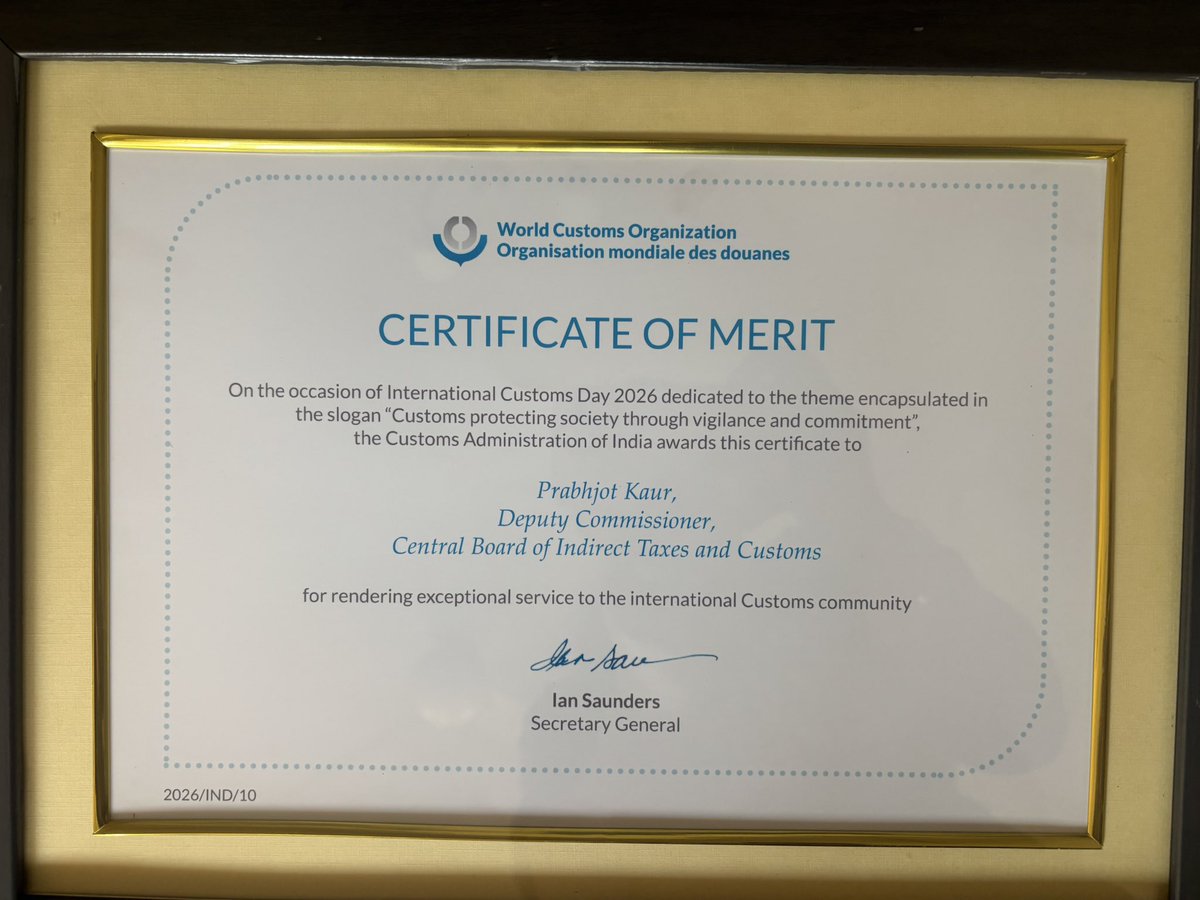 World Customs Organization
Organisation mondiale des douanes
CERTIFICATE OF MERIT
On the occasion of International Customs Day 2026 dedicated to the theme encapsulated in
the slogan “Customs protecting society through vigilance and commitment”,
the Customs Administration of India awards this certificate to
Prabhjot Kaur,
Deputy Commissioner,
Central Board of Indirect Taxes and Customs
for rendering exceptional service to the international Customs community
Ian Saunders
Secretary General
2026/IND/10